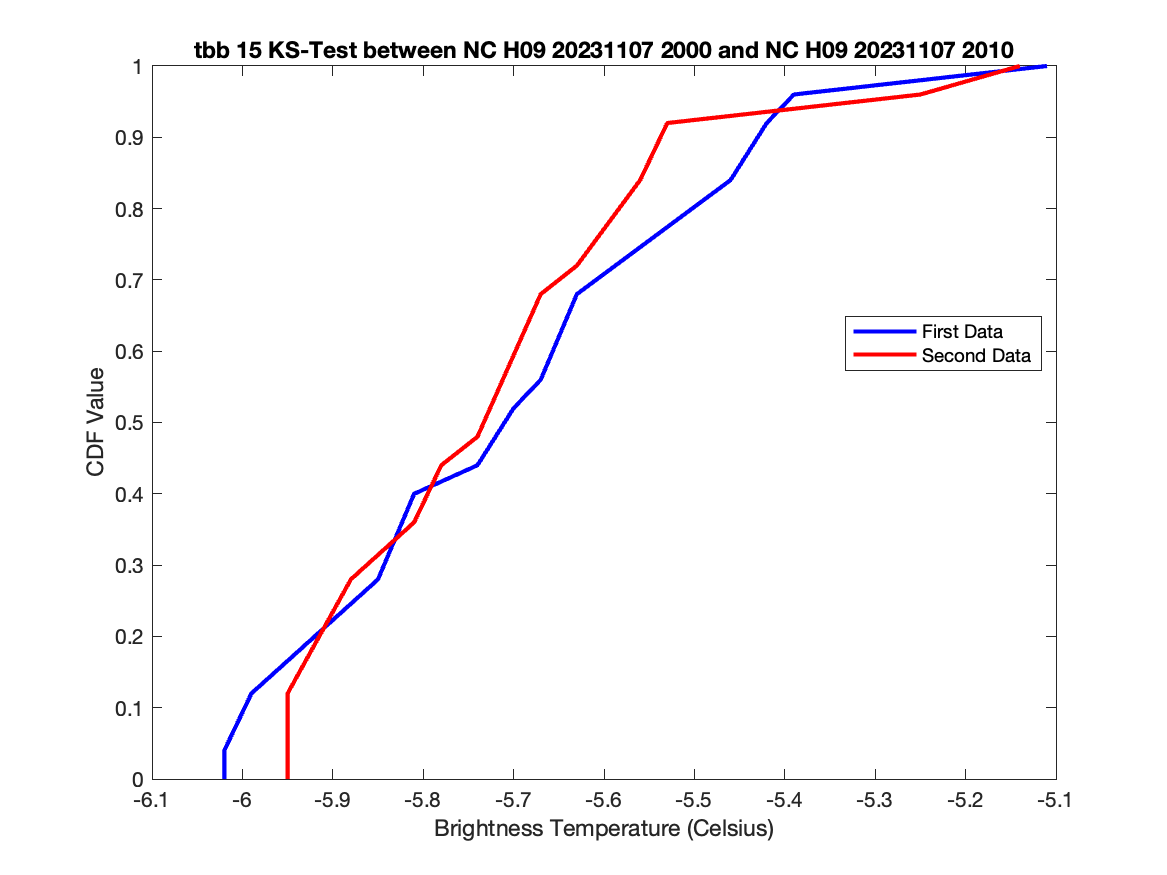 tbb 15 KS-Test between NC H09 20231107 2000 and NC H09 20231107 2010
1
0.9
0.8
0.7
0.6
0.5
0.4
0.3
0.2
0.1
0
CDF Value
First Data
Second Data
-6.1 -6 -5.9 -5.8 -5.7 -5.6 -5.5 -5.4 -5.3 -5.2 -5.1
Brightness Temperature (Celsius)